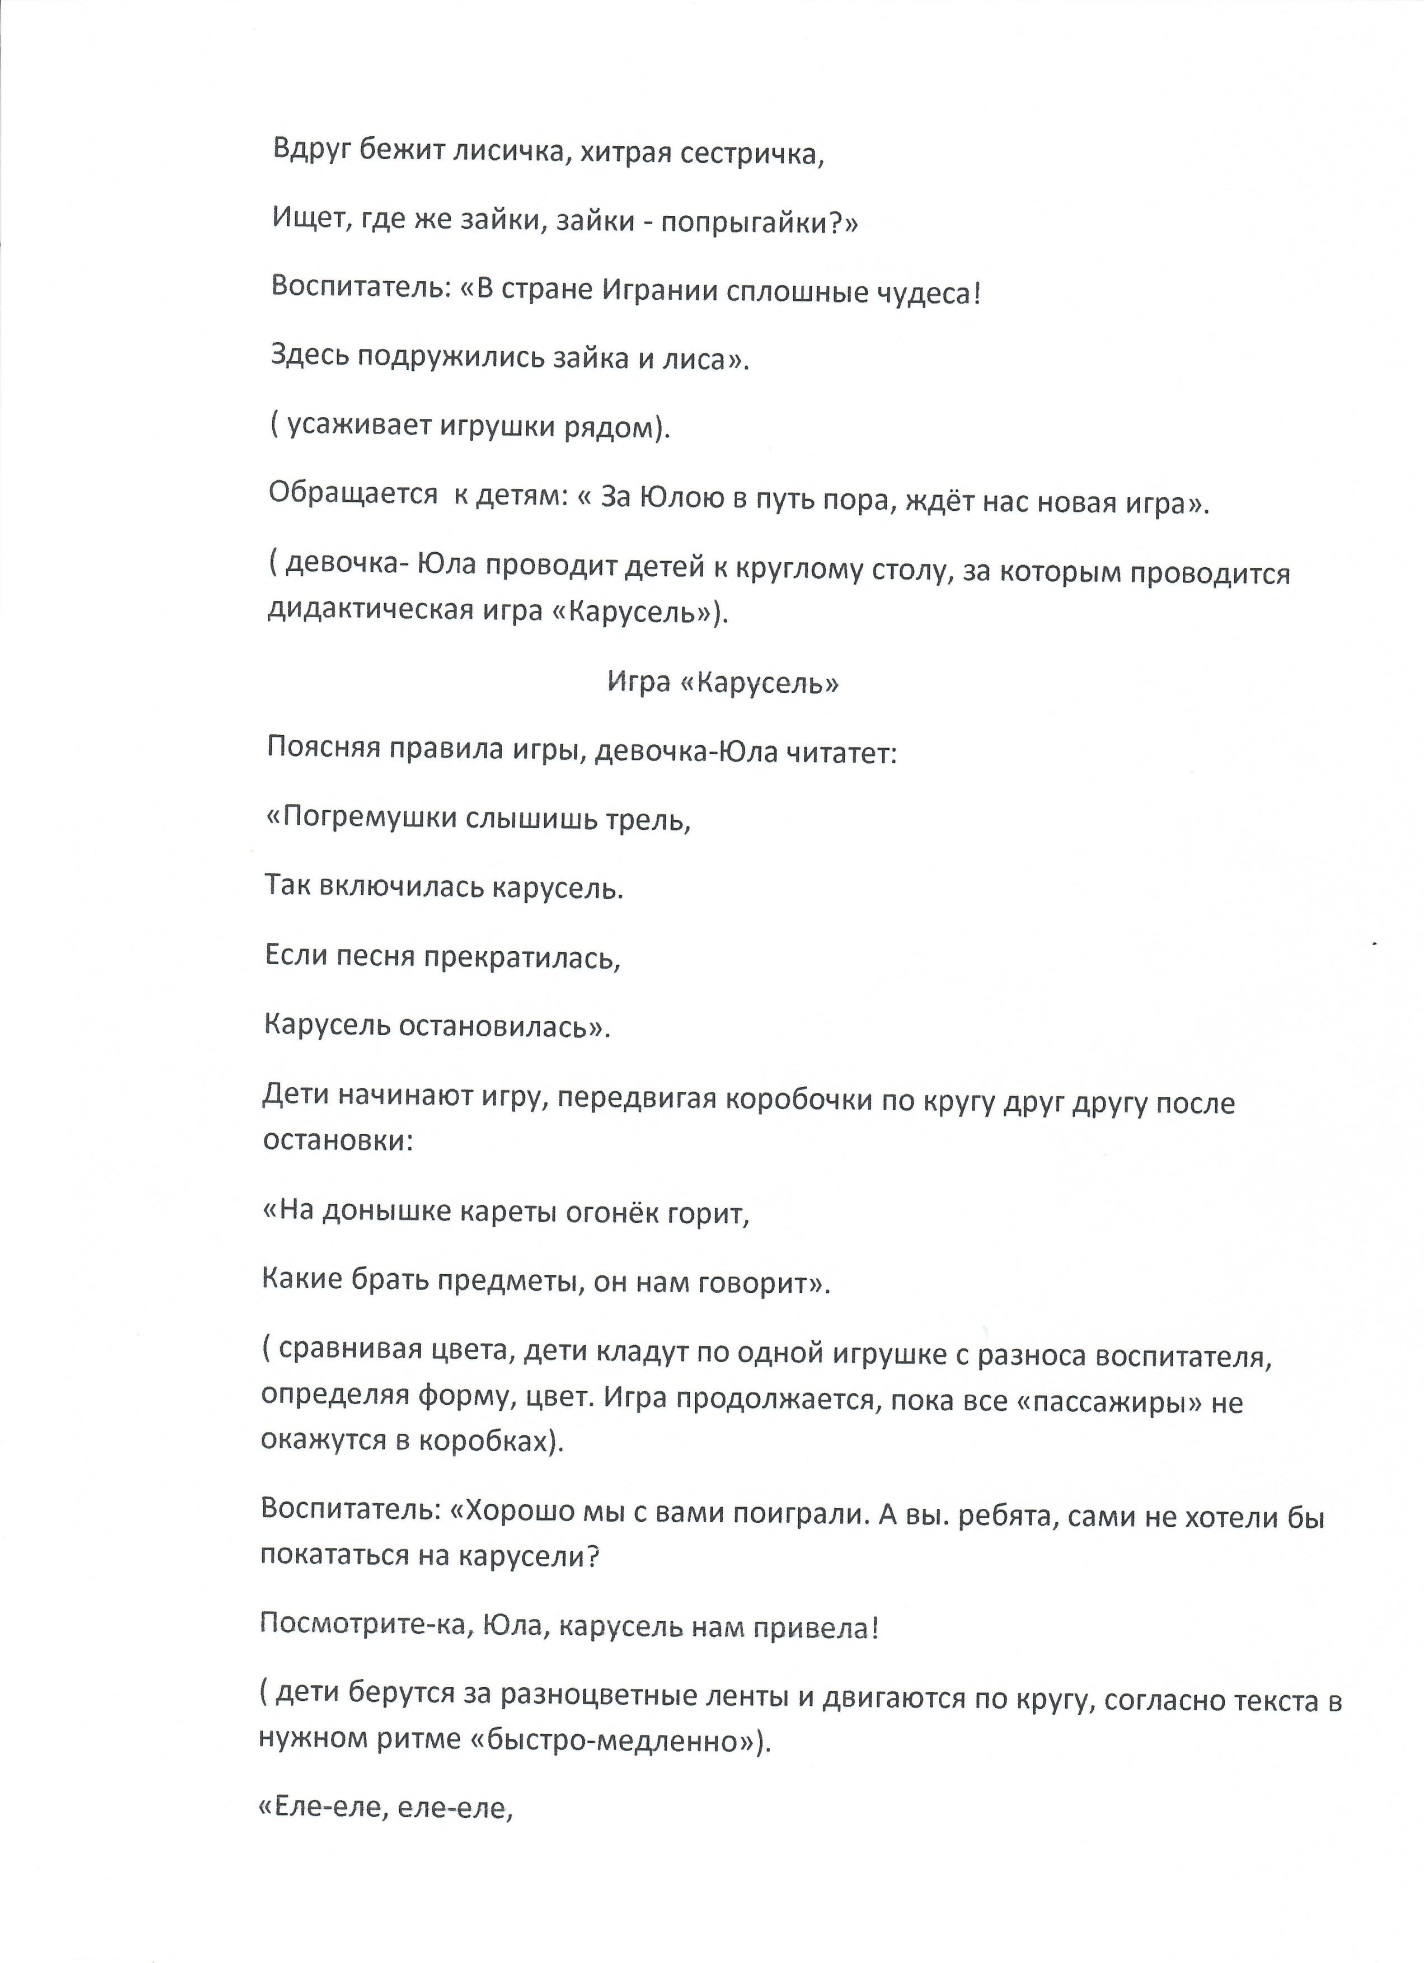 Вдруг бежит лисичка, хитрая сестричка,
Ищет, где же зайки, зайки - попрыгайки?»
Воспитатель: «В стране Игрании сплошные чудеса!
Здесь подружились зайка и лиса».
( усаживает игрушки рядом).
Обращается  к детям: « За Юлою в путь пора, ждёт нас новая игра».
( девочка- Юла проводит детей к круглому столу, за которым проводится
дидактическая игра «Карусель»).
Игра «Карусель»
Поясняя правила игры, девочка-Юла читатет:
«Погремушки слышишь трель,
Так включилась карусель.
Если песня прекратилась,
Карусель остановилась».
Дети начинают игру, передвигая коробочки по кругу друг другу после
остановки:
«На донышке кареты огонёк горит,
Какие брать предметы, он нам говорит».
( сравнивая цвета, дети кладут по одной игрушке с разноса воспитателя,
определяя форму, цвет. Игра продолжается, пока все «пассажиры» не
окажутся в коробках).
Воспитатель: «Хорошо мы с вами поиграли. А вы. ребята, сами не хотели бы
покататься на карусели?
Посмотрите-ка, Юла, карусель нам привела!
( дети берутся за разноцветные ленты и двигаются по кругу, согласно текста в
нужном ритме «быстро-медленно»).
«Еле-еле, еле-еле,